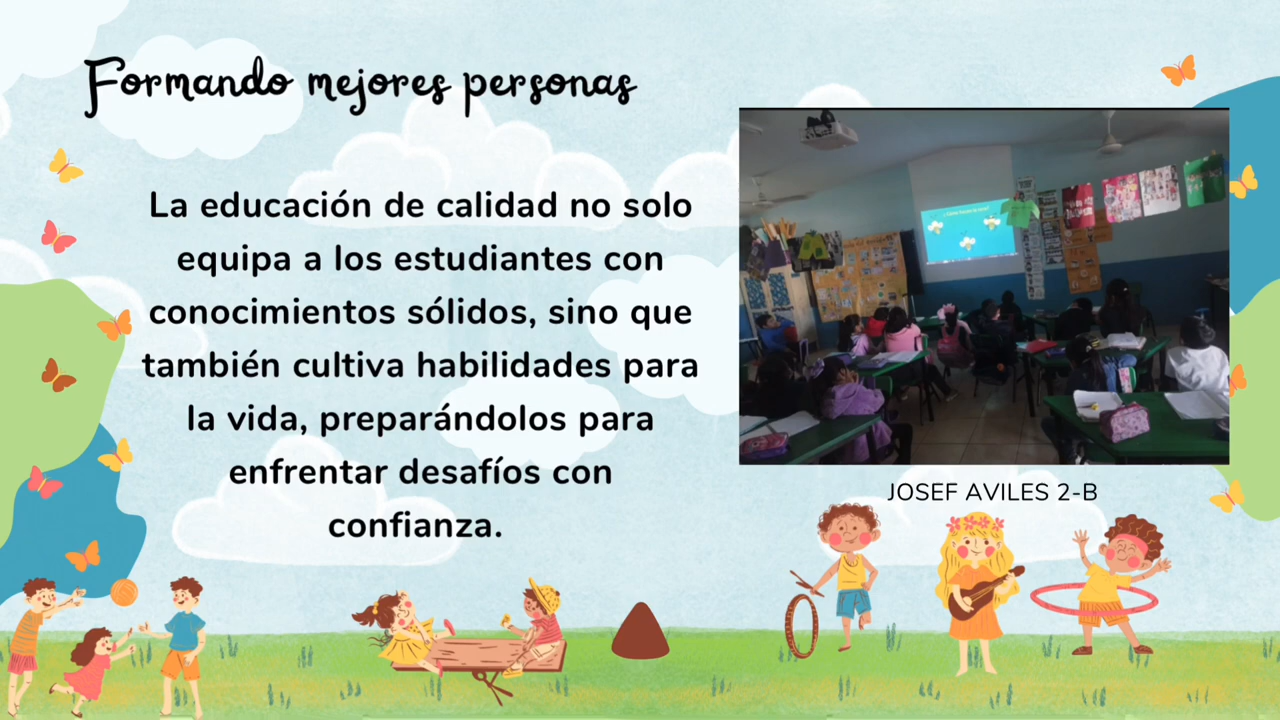 Formando mejores personas
La educación de calidad no solo
equipa a los estudiantes con
conocimientos sólidos, sino que
también cultiva habilidades para
la vida, preparándolos para
enfrentar desafíos con
confianza.
JOSEF AVILES 2-B